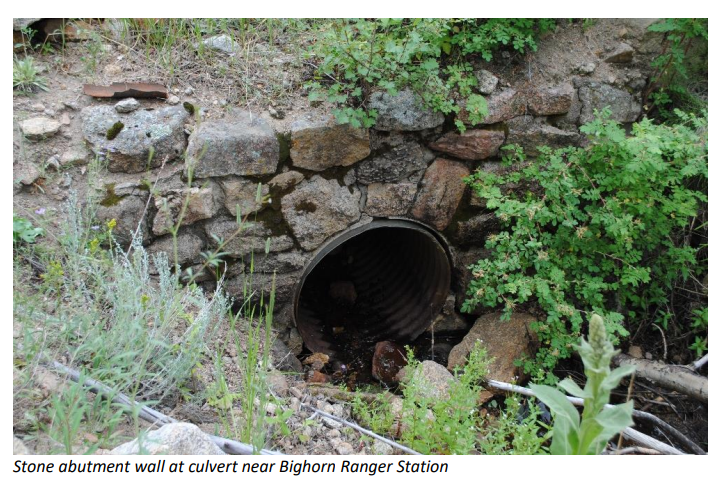 Stone abutment wall at culvert near Bighorn Ranger Station